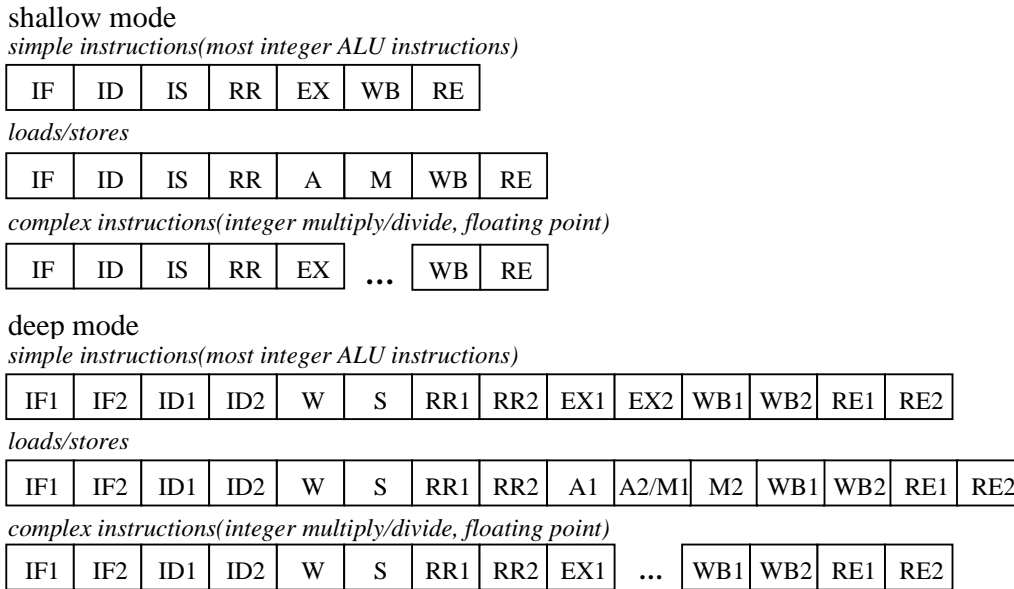 shallow mode
simple instructions(most integer ALU instructions)
IF ID IS RR EX WB RE
loads/stores
IF ID IS RR A M WB RE
complex instructions(integer multiply/divide, floating point)
IF ID IS RR EX ... WB RE
deep mode
simple instructions(most integer ALU instructions)
IF1 IF2 ID1 ID2 W S RR1 RR2 EX1 EX2 WB1 WB2 RE1 RE2
loads/stores
IF1 IF2 ID1 ID2 W S RR1 RR2 A1 A2/M1 M2 WB1 WB2 RE1 RE2
complex instructions(integer multiply/divide, floating point)
IF1 IF2 ID1 ID2 W S RR1 RR2 EX1 ... WB1 WB2 RE1 RE2